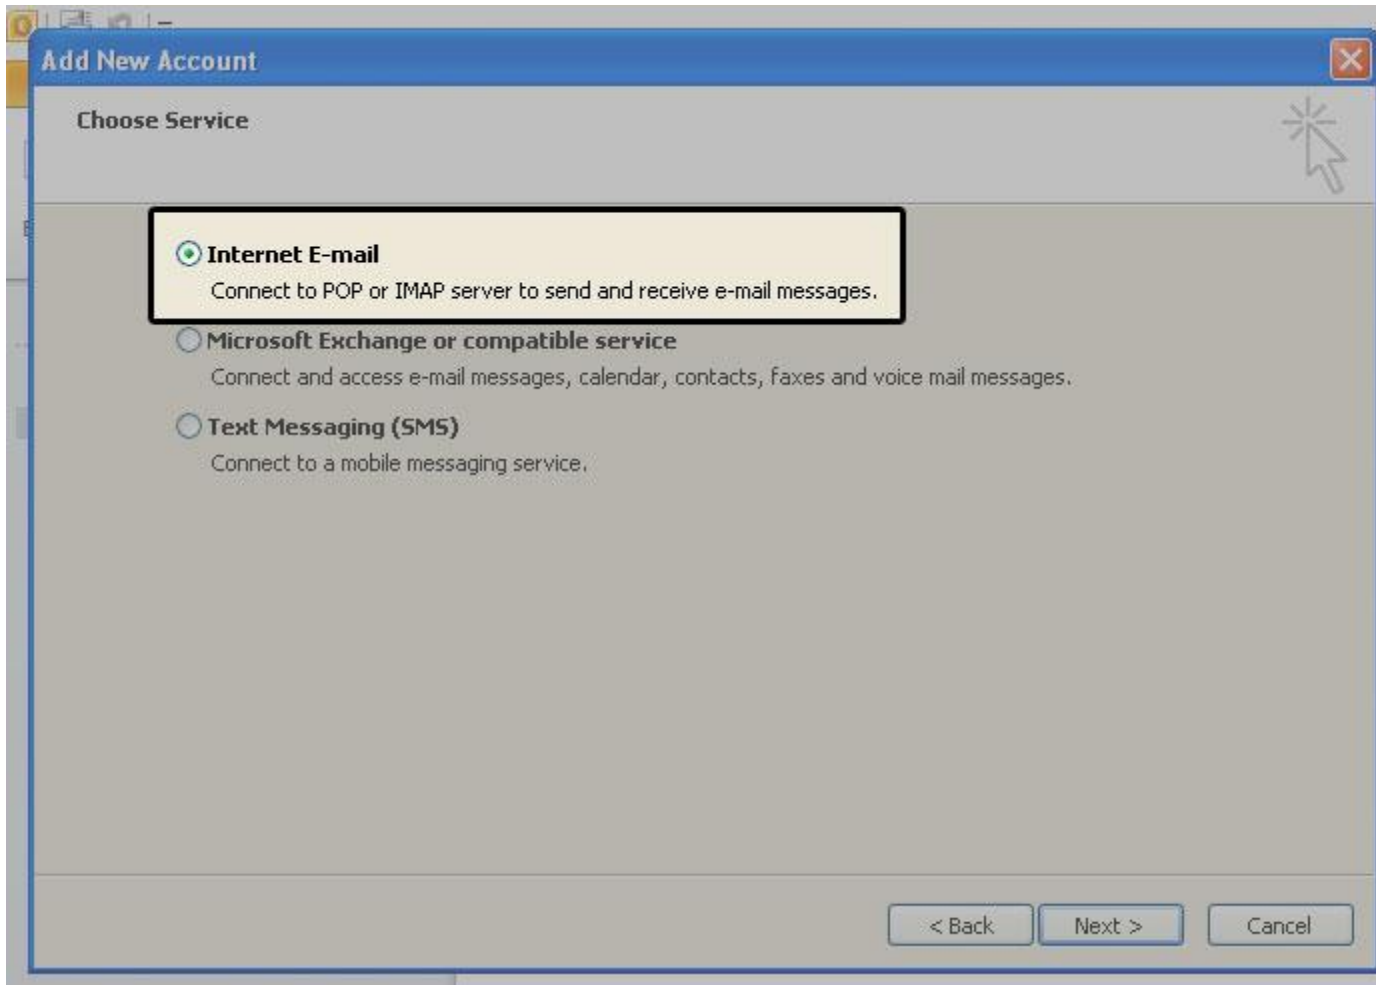 Add New Account
Choose Service
Internet E-mail
Connect to POP or IMAP server to send and receive e-mail messages.
Microsoft Exchange or compatible service
Connect and access e-mail messages, calendar, contacts, faxes and voice mail messages.
Text Messaging (SMS)
Connect to a mobile messaging service.
< Back Next > Cancel